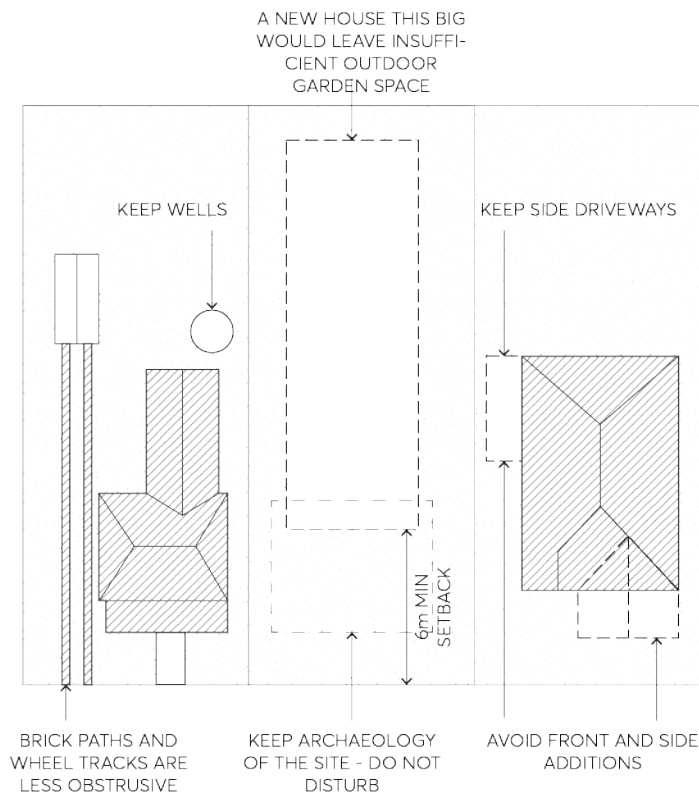 A NEW HOUSE THIS BIG
WOULD LEAVE INSUFFI-
CIENT OUTDOOR
GARDEN SPACE
KEEP WELLS
KEEP SIDE DRIVEWAYS
6m MIN
SETBACK
BRICK PATHS AND
WHEEL TRACKS ARE
LESS OBSTRUSIVE
KEEP ARCHAEOLOGY
OF THE SITE - DO NOT
DISTURB
AVOID FRONT AND SIDE
ADDITIONS